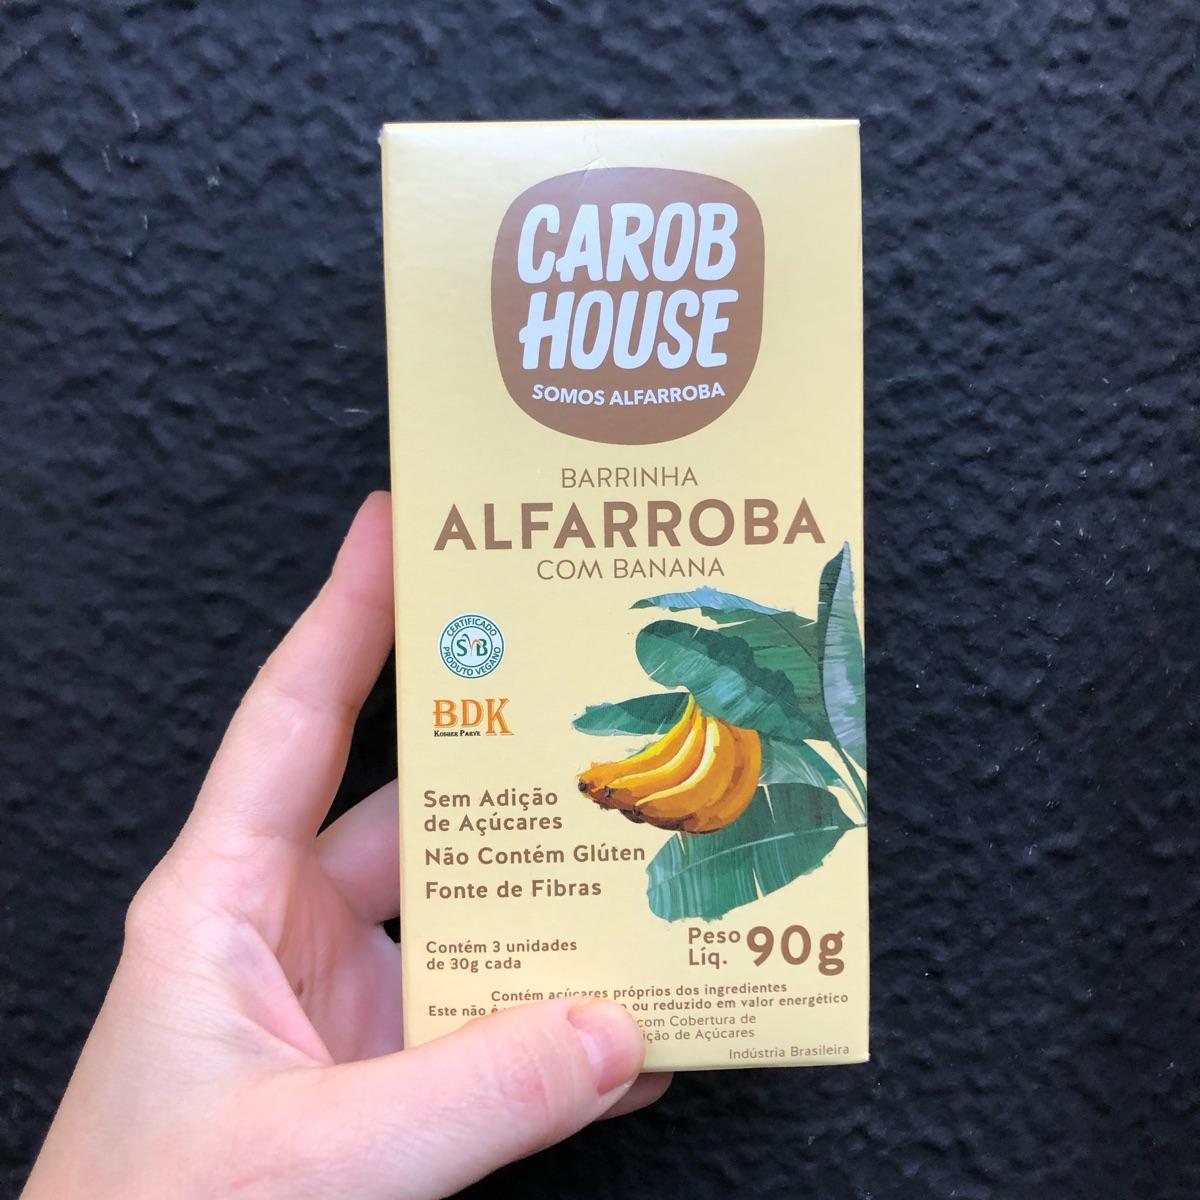 CAROB
HOUSE
SOMOS ALFARROBA
BARRINHA
ALFARROBA
COM BANANA
CERTIFICADO
SVB
PRODUTO VEGANO
BDK
KOSHER PARVE
Sem Adição
de Açúcares
Não Contém Glúten
Fonte de Fibras
Contém 3 unidades
de 30g cada
Peso
Líq. 90g
Contém açúcares próprios dos ingredientes
Este não é ou reduzido em valor energético
com Cobertura de
de Açúcares
Indústria Brasileira